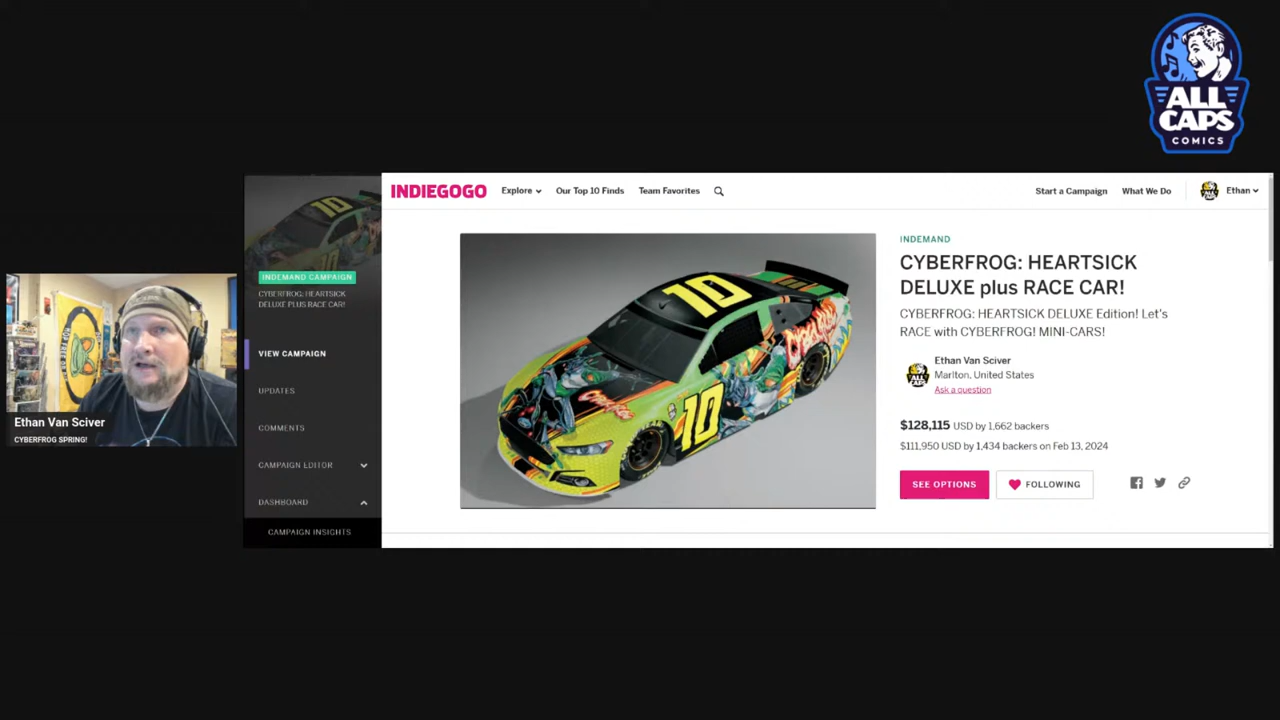 ALL
CAPS
COMICS
INDIEGOGO
Explore
Our Top 10 Finds
Team Favorites
Start a Campaign
What We Do
Ethan
10
10
INDEMAND CAMPAIGN
CYBERFROG: HEARTSICK
DELUXE PLUS RACE CAR!
VIEW CAMPAIGN
UPDATES
COMMENTS
CAMPAIGN EDITOR
DASHBOARD
CAMPAIGN INSIGHTS
Ethan Van Sciver
CYBERFROG SPRING!
10
INDEMAND
CYBERFROG: HEARTSICK
DELUXE plus RACE CAR!
CYBERFROG: HEARTSICK DELUXE Edition! Let's
RACE with CYBERFROG! MINI-CARS!
ALL
CAPS
Ethan Van Sciver
Marlton, United States
Ask a question
$128,115 USD by 1,662 backers
$111,950 USD by 1,434 backers on Feb 13, 2024
SEE OPTIONS
FOLLOWING